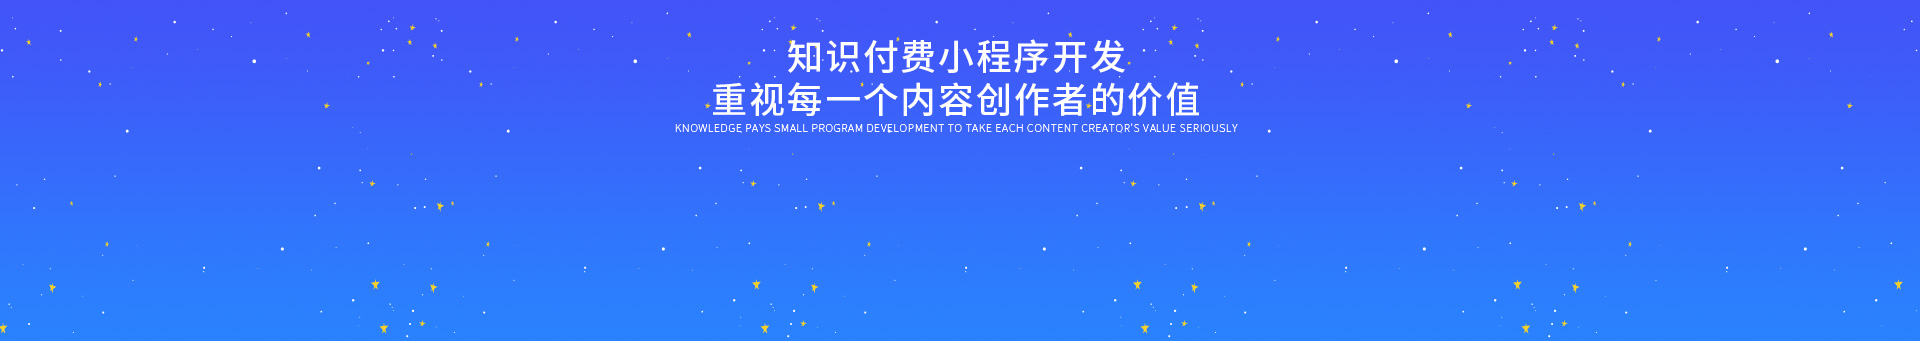 知识付费小程序开发
重视每一个内容创作者的价值
KNOWLEDGE PAYS SMALL PROGRAM DEVELOPMENT TO TAKE EACH CONTENT CREATOR'S VALUE SERIOUSLY